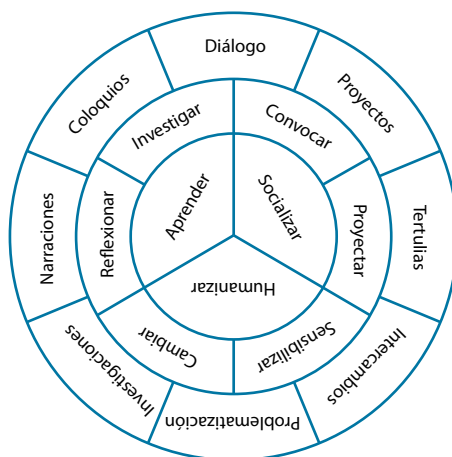 Diálogo
Proyectos
Tertulias
Intercambios
Problematización
Investigaciones
Narraciones
Coloquios
Investigar
Convocar
Proyectar
Sensibilizar
Cambiar
Reflexionar
Aprender
Socializar
Humanizar